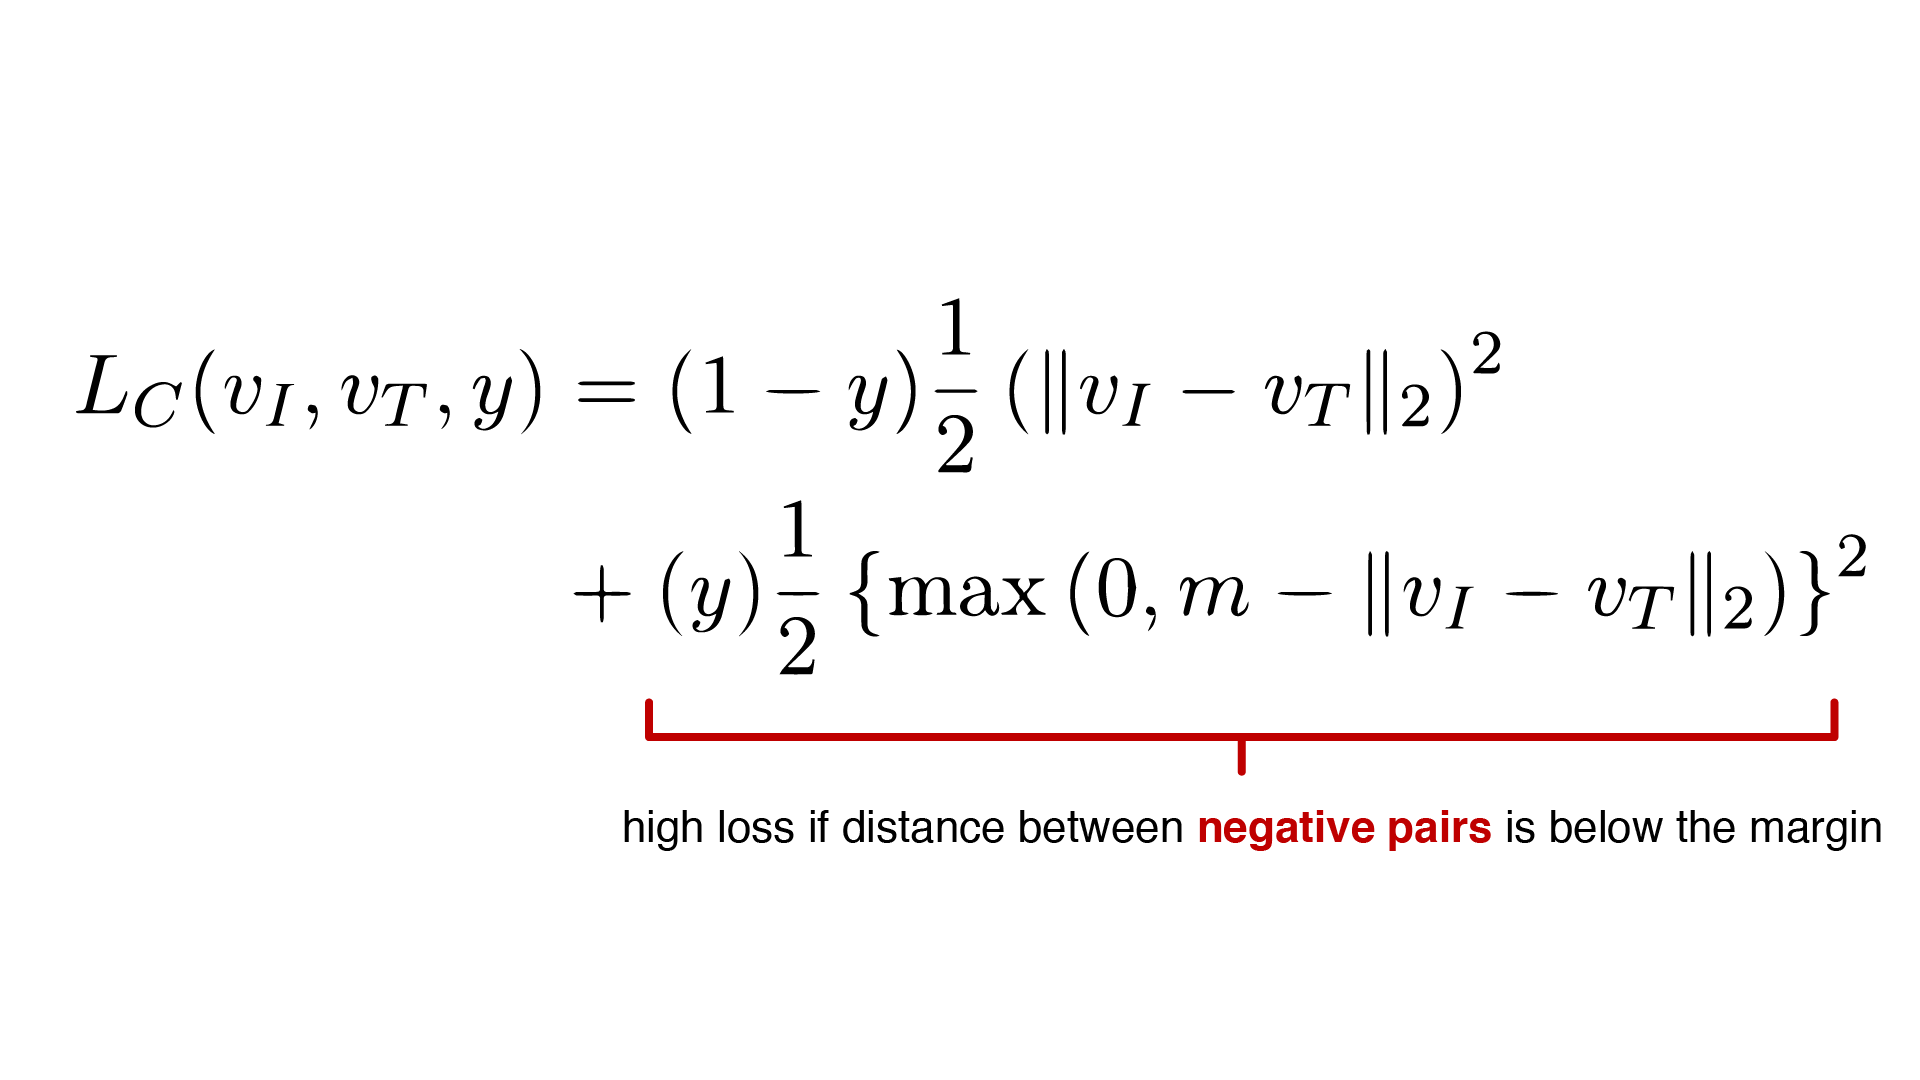 $L_C(v_I, v_T, y) = (1 - y)\frac{1}{2}\left(\|v_I - v_T\|_2\right)^2$
$+ (y)\frac{1}{2}\left\{\max\left(0, m - \|v_I - v_T\|_2\right)\right\}^2$
high loss if distance between negative pairs is below the margin